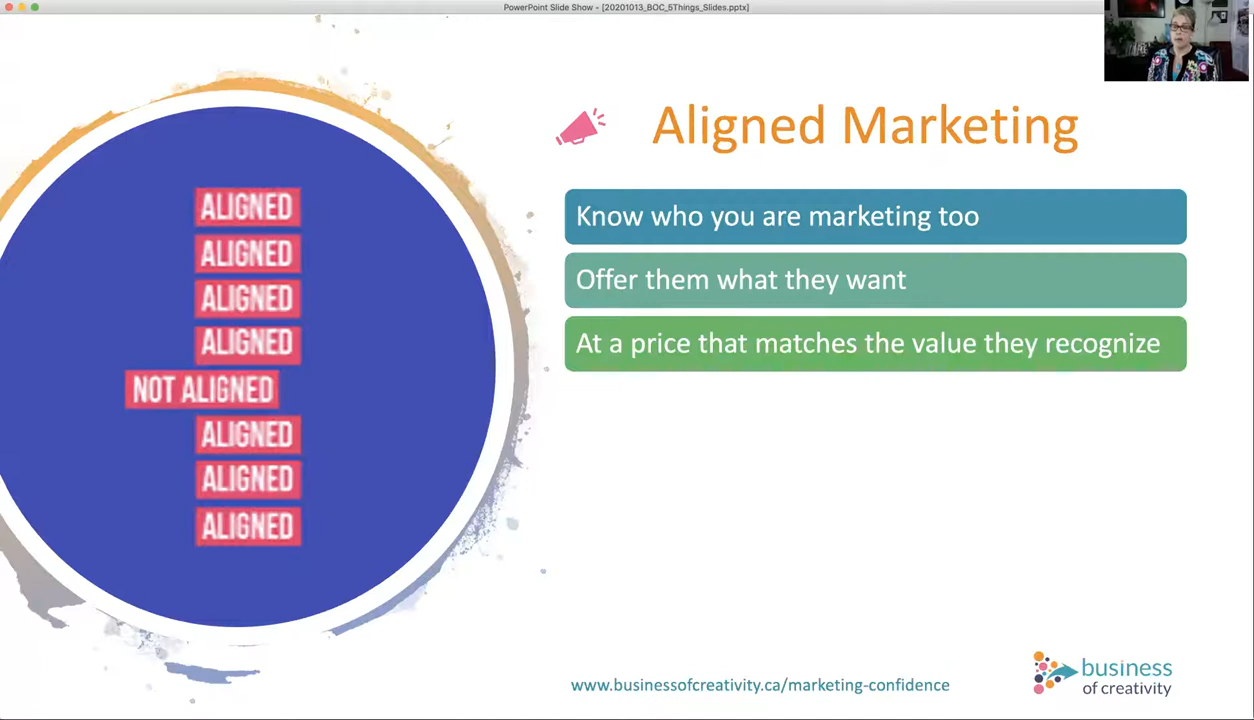 PowerPoint Slide Show - [20201013_BOC_5Things_Slides.pptx]
Aligned Marketing
ALIGNED
ALIGNED
ALIGNED
ALIGNED
NOT ALIGNED
ALIGNED
ALIGNED
ALIGNED
Know who you are marketing too
Offer them what they want
At a price that matches the value they recognize
www.businessofcreativity.ca/marketing-confidence
business
of creativity